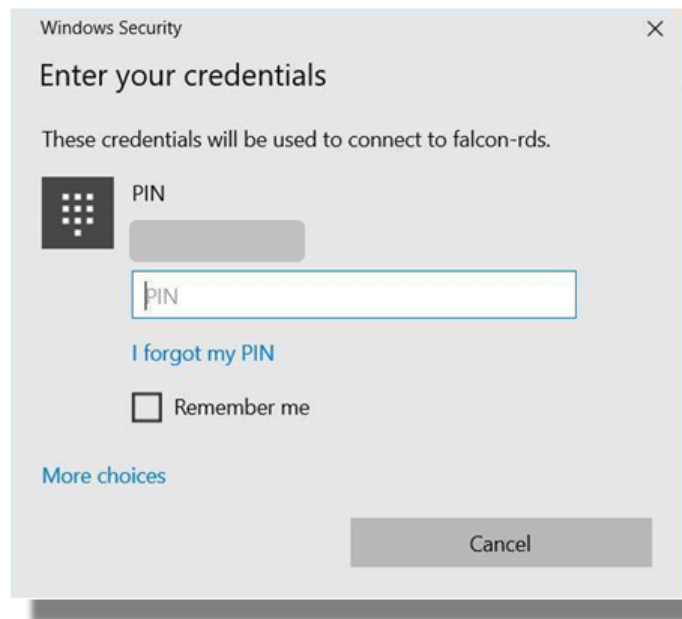 Windows Security
Enter your credentials
These credentials will be used to connect to falcon-rds.
PIN
PIN
I forgot my PIN
Remember me
More choices
Cancel